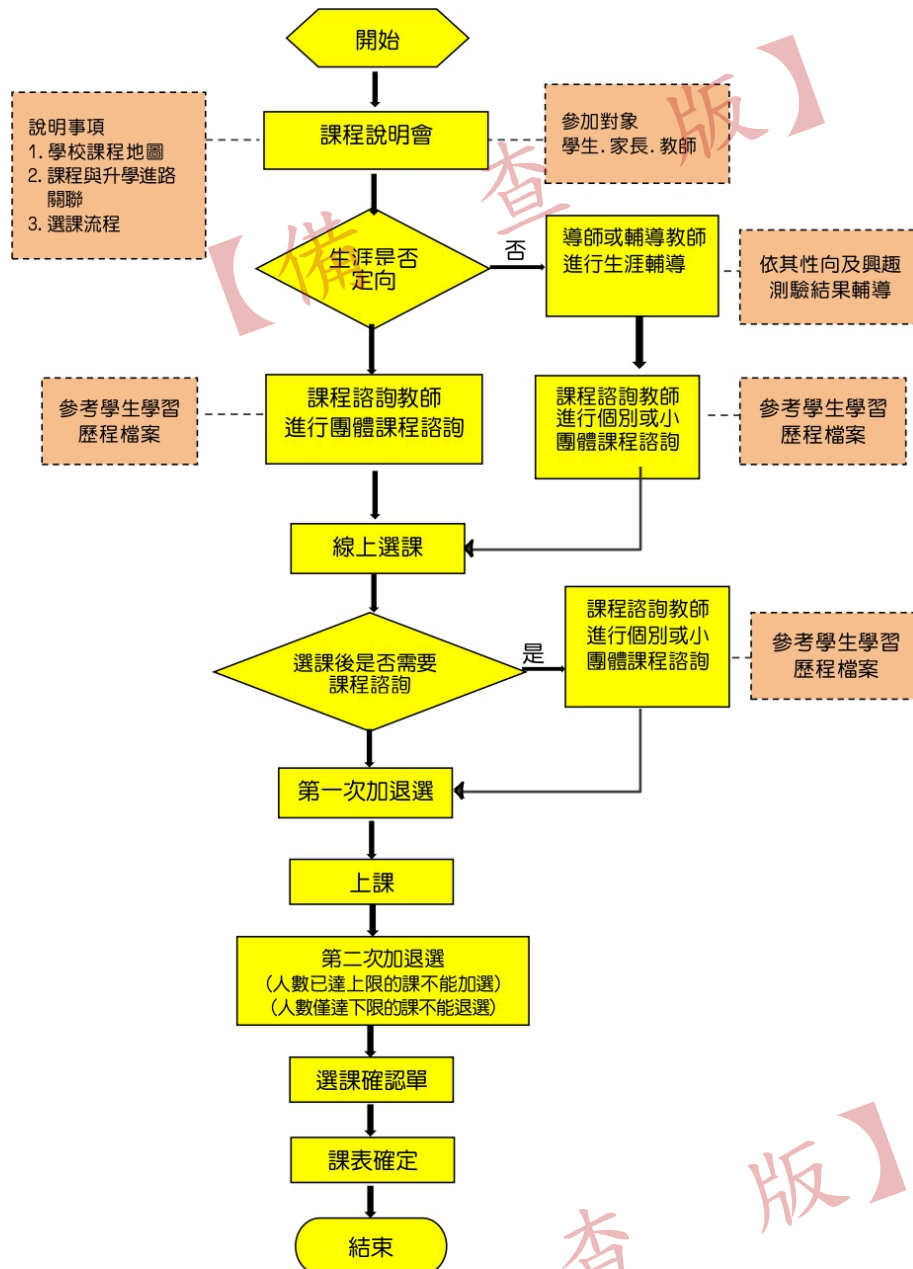 開始
說明事項
1. 學校課程地圖
2. 課程與升學進路
關聯
3. 選課流程
課程說明會
參加對象
學生. 家長. 教師
【備 查 版】
生涯是否
定向
否
導師或輔導教師
進行生涯輔導
依其性向及興趣
測驗結果輔導
參考學生學習
歷程檔案
課程諮詢教師
進行團體課程諮詢
課程諮詢教師
進行個別或小
團體課程諮詢
參考學生學習
歷程檔案
線上選課
選課後是否需要
課程諮詢
是
課程諮詢教師
進行個別或小
團體課程諮詢
參考學生學習
歷程檔案
第一次加退選
上課
第二次加退選
(人數已達上限的課不能加選)
(人數僅達下限的課不能退選)
選課確認單
課表確定
結束
查 版】